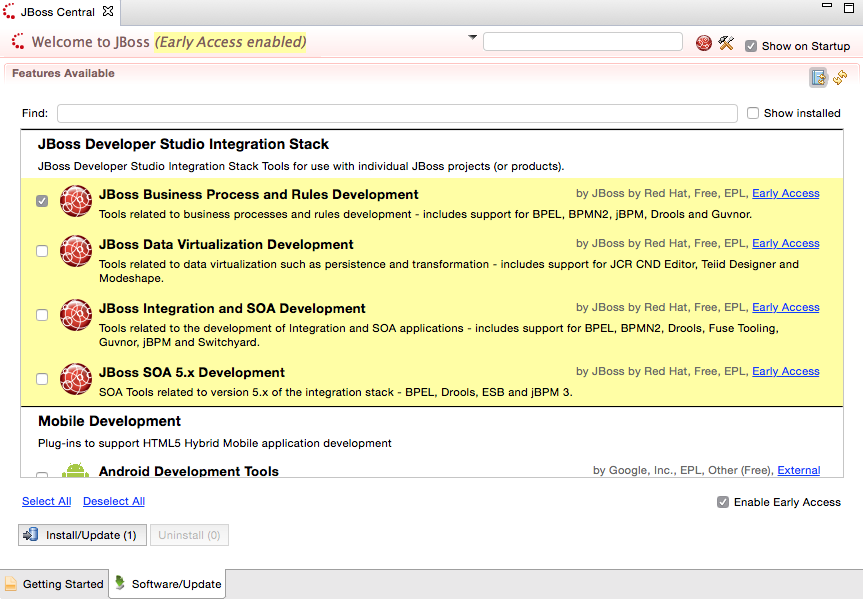 JBoss Central
Welcome to JBoss (Early Access enabled)
Show on Startup
Features Available
Find:
Show installed
JBoss Developer Studio Integration Stack
JBoss Developer Studio Integration Stack Tools for use with individual JBoss projects (or products).
JBoss Business Process and Rules Development
by JBoss by Red Hat, Free, EPL, Early Access
Tools related to business processes and rules development - includes support for BPEL, BPMN2, jBPM, Drools and Guvnor.
JBoss Data Virtualization Development
by JBoss by Red Hat, Free, EPL, Early Access
Tools related to data virtualization such as persistence and transformation - includes support for JCR CND Editor, Teiid Designer and
Modeshape.
JBoss Integration and SOA Development
by JBoss by Red Hat, Free, EPL, Early Access
Tools related to the development of Integration and SOA applications - includes support for BPEL, BPMN2, Drools, Fuse Tooling,
Guvnor, jBPM and Switchyard.
JBoss SOA 5.x Development
by JBoss by Red Hat, Free, EPL, Early Access
SOA Tools related to version 5.x of the integration stack - BPEL, Drools, ESB and jBPM 3.
Mobile Development
Plug-ins to support HTML5 Hybrid Mobile application development
Android Development Tools
by Google, Inc., EPL, Other (Free), External
Select All
Deselect All
Enable Early Access
Install/Update (1)
Uninstall (0)
Getting Started
Software/Update